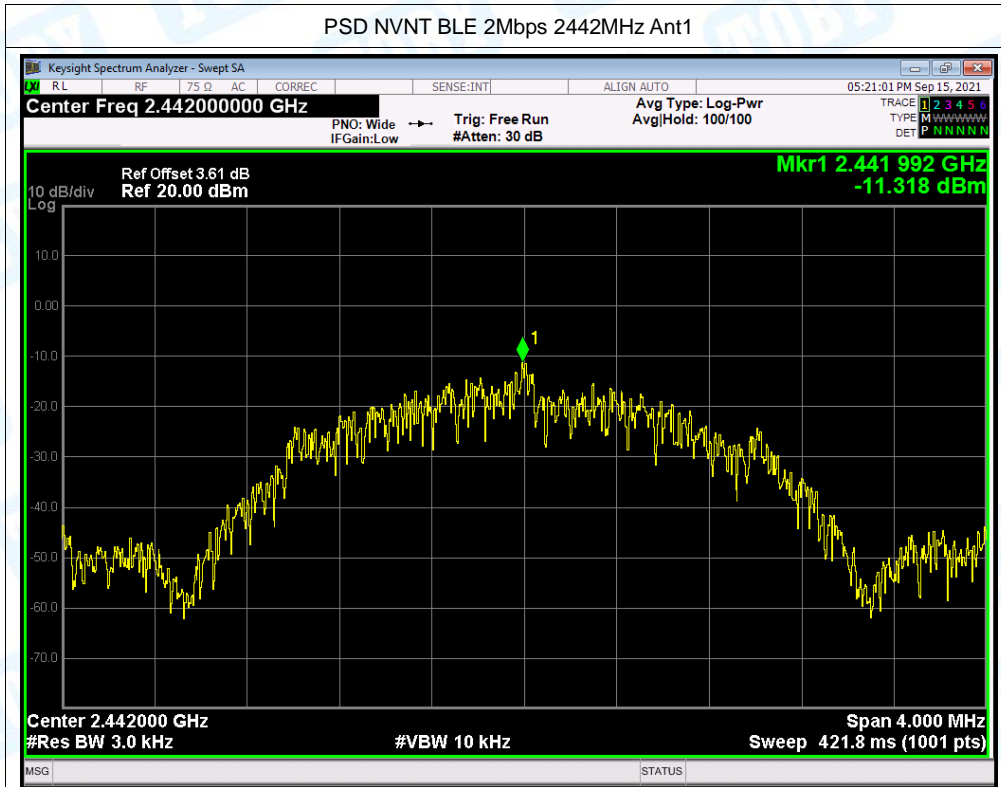 PSD NVNT BLE 2Mbps 2442MHz Ant1
Keysight Spectrum Analyzer - Swept SA
LXI RL RF 75 Ω AC CORREC SENSE:INT ALIGN AUTO 05:21:01 PM Sep 15, 2021
Center Freq 2.442000000 GHz
PNO: Wide
IFGain:Low
Trig: Free Run
#Atten: 30 dB
Avg Type: Log-Pwr
Avg|Hold: 100/100
TRACE 1 2 3 4 5 6
TYPE M WWWWW
DET P N N N N N
Mkr1 2.441 992 GHz
-11.318 dBm
Ref Offset 3.61 dB
10 dB/div Ref 20.00 dBm
Log
10.0
0.00
1
-10.0
-20.0
-30.0
-40.0
-50.0
-60.0
-70.0
Center 2.442000 GHz Span 4.000 MHz
#Res BW 3.0 kHz #VBW 10 kHz Sweep 421.8 ms (1001 pts)
MSG STATUS